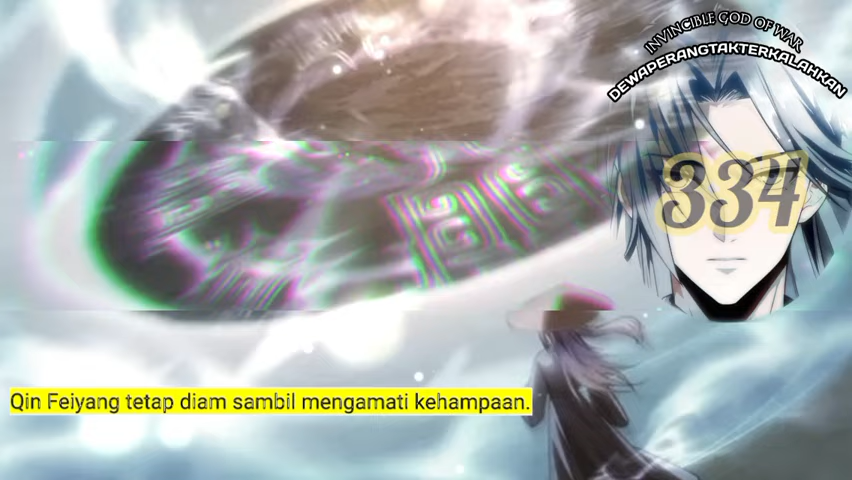 INVINCIBLE GOD OF WAR
DEWAPERANGTAKTERKALAHKAN
334
Qin Feiyang tetap diam sambil mengamati kehampaan.